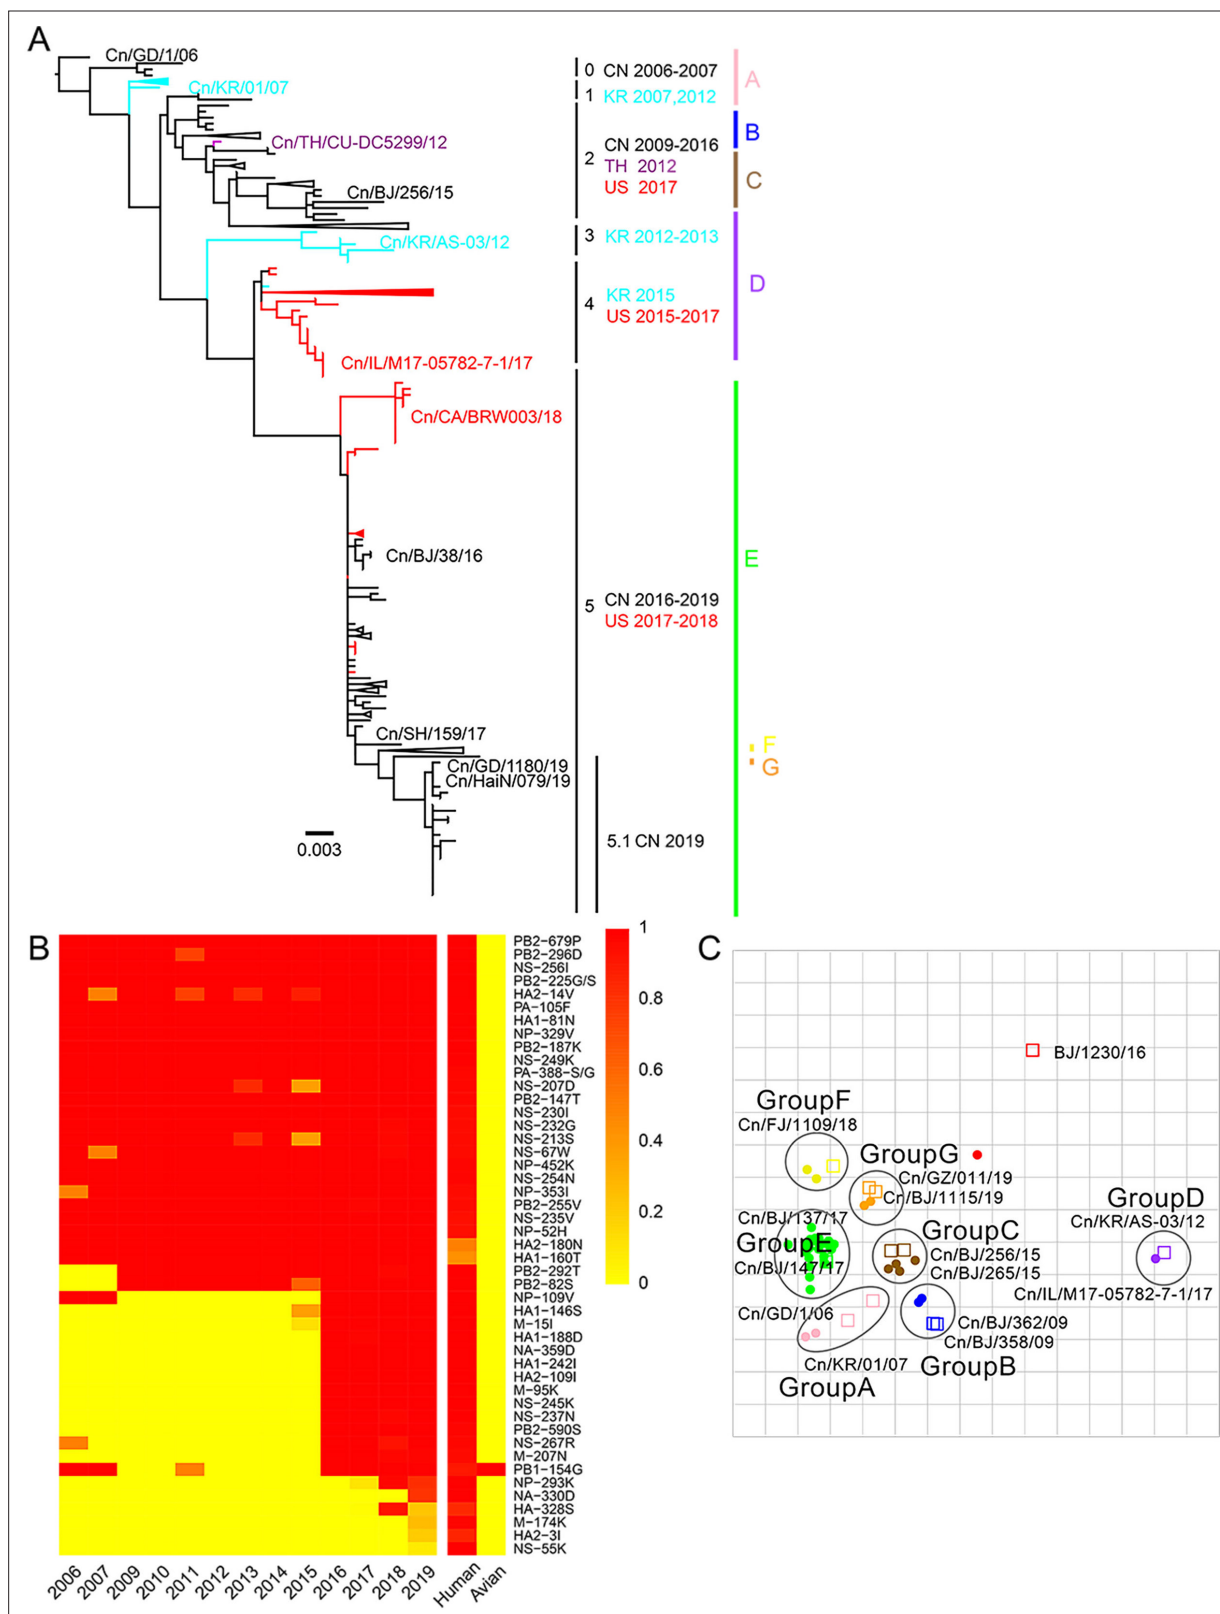 A
Cn/GD/1/06
Cn/KR/01/07
Cn/TH/CU-DC5299/12
Cn/BJ/256/15
Cn/KR/AS-03/12
Cn/IL/M17-05782-7-1/17
Cn/CA/BRW003/18
Cn/BJ/38/16
Cn/SH/159/17
Cn/GD/1180/19
Cn/HaiN/079/19
0.003
0 CN 2006-2007
1 KR 2007,2012
2
CN 2009-2016
TH 2012
US 2017
3 KR 2012-2013
4
KR 2015
US 2015-2017
5
CN 2016-2019
US 2017-2018
5.1 CN 2019
A
B
C
D
E
F
G
B
PB2-679P
PB2-296D
NS-256I
PB2-225G/S
HA2-14V
PA-105F
HA1-81N
NP-329V
PB2-187K
NS-249K
PA-388-S/G
NS-207D
PB2-147T
NS-230I
NS-232G
NS-213S
NS-67W
NP-452K
NS-254N
NP-353I
PB2-255V
NS-235V
NP-52H
HA2-180N
HA1-160T
PB2-292T
PB2-82S
NP-109V
HA1-146S
M-15I
HA1-188D
NA-359D
HA1-242I
HA2-109I
M-95K
NS-245K
NS-237N
PB2-590S
NS-267R
M-207N
PB1-154G
NP-293K
NA-330D
HA-328S
M-174K
HA2-3I
NS-55K
2006 2007 2009 2010 2011 2012 2013 2014 2015 2016 2017 2018 2019 Human Avian
1
0.8
0.6
0.4
0.2
0
C
BJ/1230/16
GroupF
Cn/FJ/1109/18
GroupG
Cn/GZ/011/19
Cn/BJ/1115/19
GroupD
Cn/KR/AS-03/12
Cn/IL/M17-05782-7-1/17
Cn/BJ/137/17
GroupE
Cn/BJ/147/17
GroupC
Cn/BJ/256/15
Cn/BJ/265/15
Cn/GD/1/06
Cn/KR/01/07
GroupA
Cn/BJ/362/09
Cn/BJ/358/09
GroupB